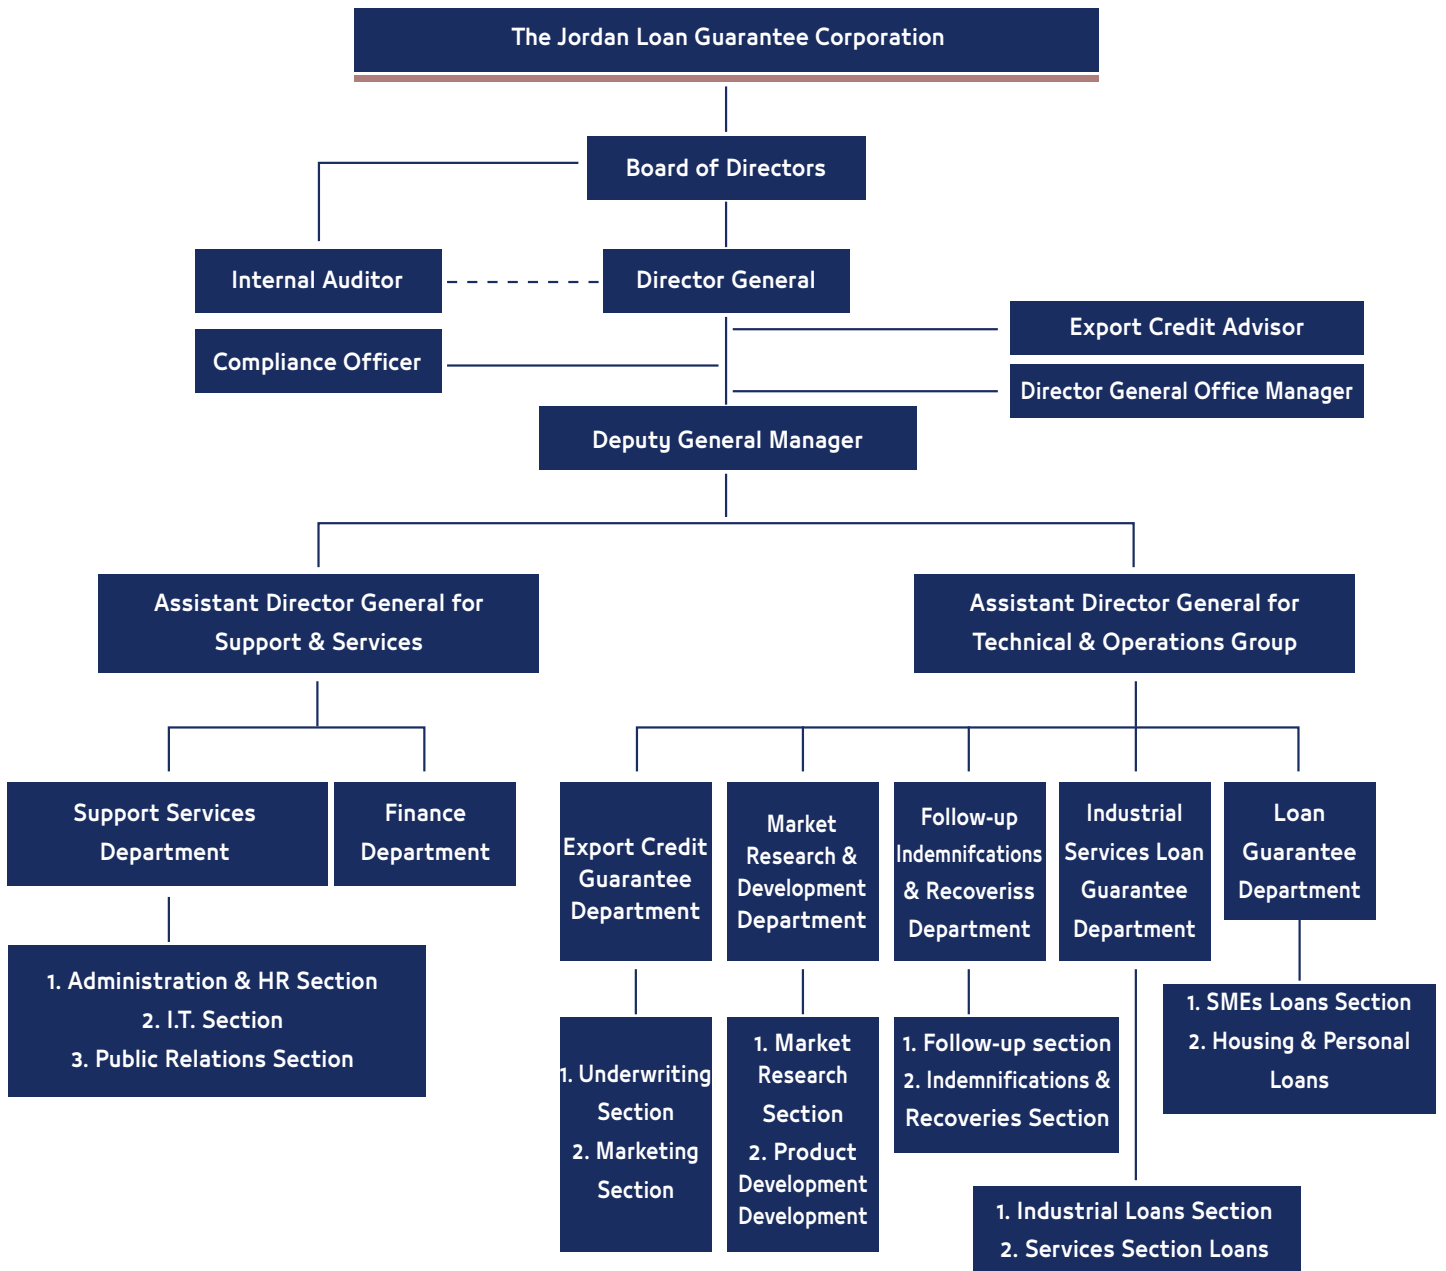 The Jordan Loan Guarantee Corporation
Board of Directors
Internal Auditor
Director General
Compliance Officer
Export Credit Advisor
Director General Office Manager
Deputy General Manager
Assistant Director General for
Support & Services
Assistant Director General for
Technical & Operations Group
Support Services
Department
Finance
Department
Export Credit
Guarantee
Department
Market
Research &
Development
Department
Follow-up
Indemnifcations
& Recoveriss
Department
Industrial
Services Loan
Guarantee
Department
Loan
Guarantee
Department
1. Administration & HR Section
2. I.T. Section
3. Public Relations Section
1. Underwriting
Section
2. Marketing
Section
1. Market
Research
Section
2. Product
Development
Development
1. Follow-up section
2. Indemnifications &
Recoveries Section
1. Industrial Loans Section
2. Services Section Loans
1. SMEs Loans Section
2. Housing & Personal
Loans